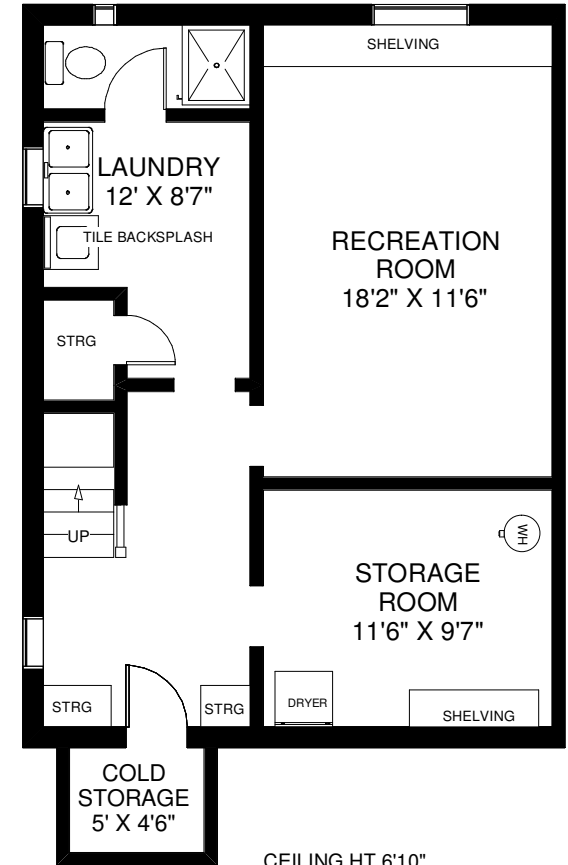 SHELVING
LAUNDRY
12' X 8'7"
TILE BACKSPLASH
RECREATION
ROOM
18'2" X 11'6"
STRG
UP
WH
STORAGE
ROOM
11'6" X 9'7"
STRG
STRG
DRYER
SHELVING
COLD
STORAGE
5' X 4'6"
CEILING HT 6'10"